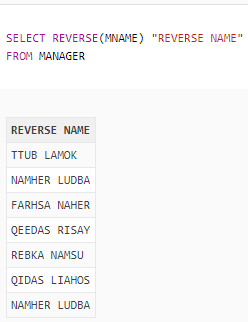 SELECT REVERSE(MNAME) "REVERSE NAME"
FROM MANAGER
REVERSE NAME
TTUB LAMOK
NAMHER LUDBA
FARHSA NAHER
QEEDAS RISAY
REBKA NAMSU
QIDAS LIAHOS
NAMHER LUDBA